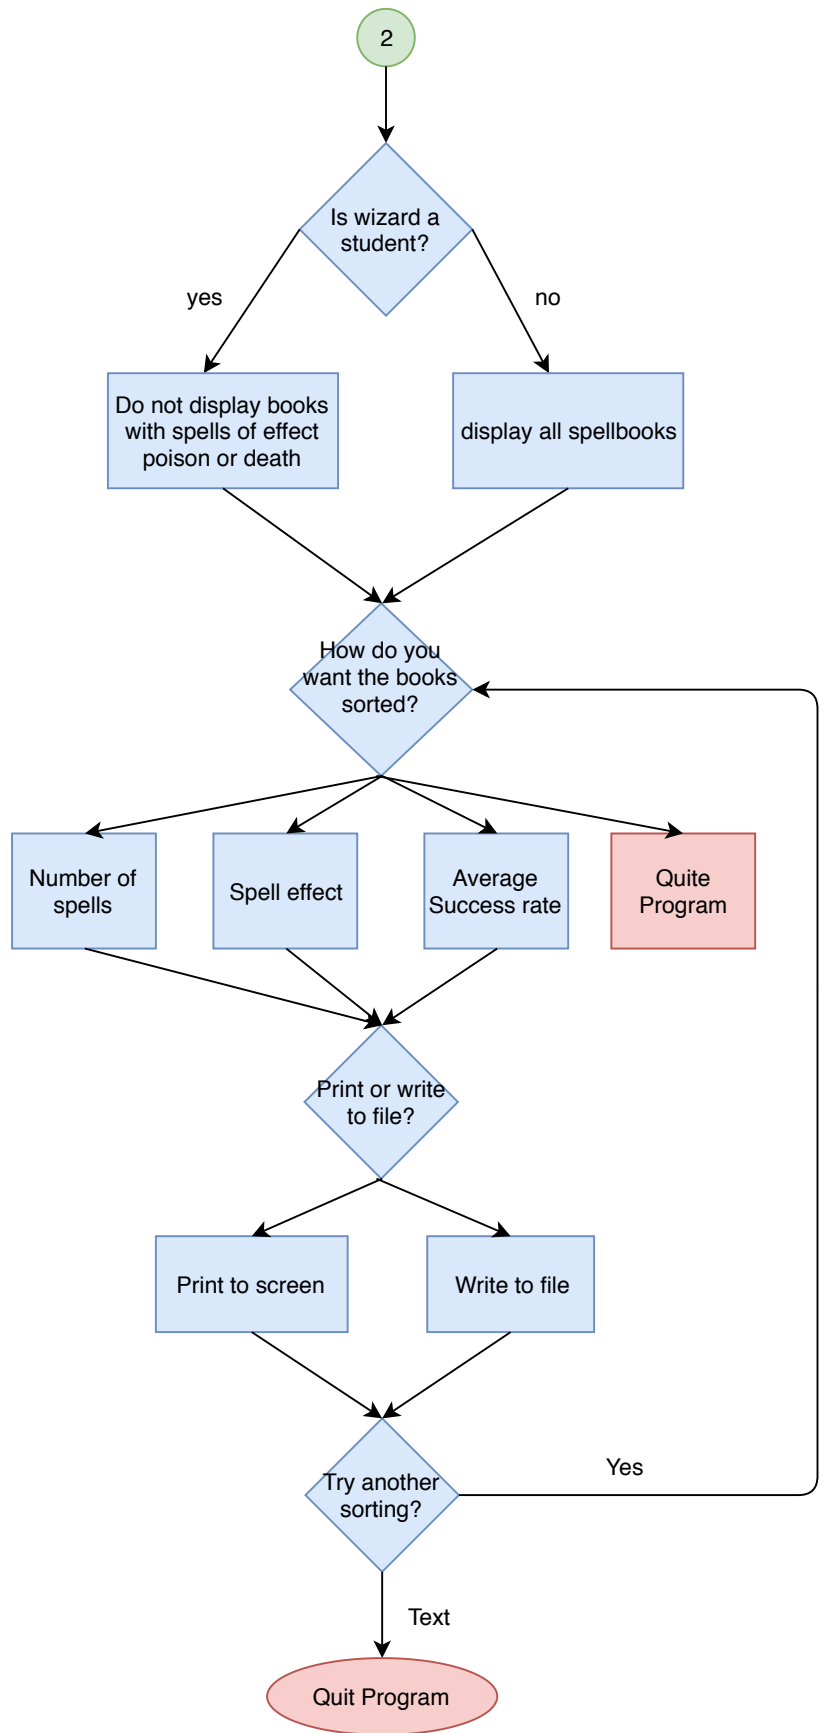 2
Is wizard a
student?
yes
no
Do not display books
with spells of effect
poison or death
display all spellbooks
How do you
want the books
sorted?
Number of
spells
Spell effect
Average
Success rate
Quite
Program
Print or write
to file?
Print to screen
Write to file
Try another
sorting?
Yes
Text
Quit Program